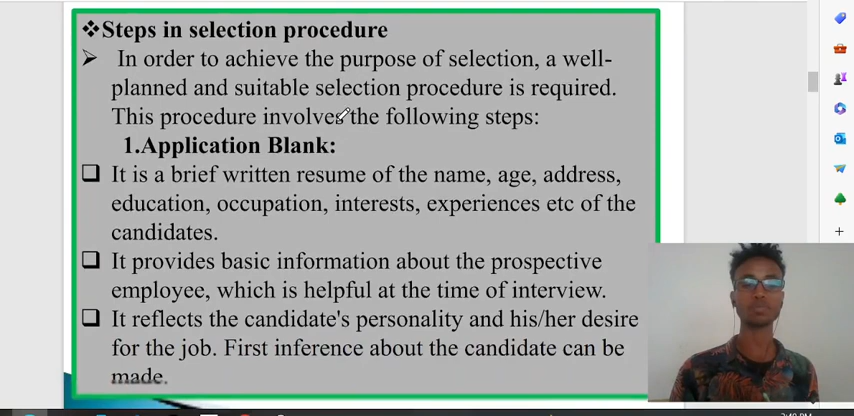 ❖Steps in selection procedure
➢ In order to achieve the purpose of selection, a well-
planned and suitable selection procedure is required.
This procedure involves the following steps:
1.Application Blank:
❑ It is a brief written resume of the name, age, address,
education, occupation, interests, experiences etc of the
candidates.
❑ It provides basic information about the prospective
employee, which is helpful at the time of interview.
❑ It reflects the candidate's personality and his/her desire
for the job. First inference about the candidate can be
made.